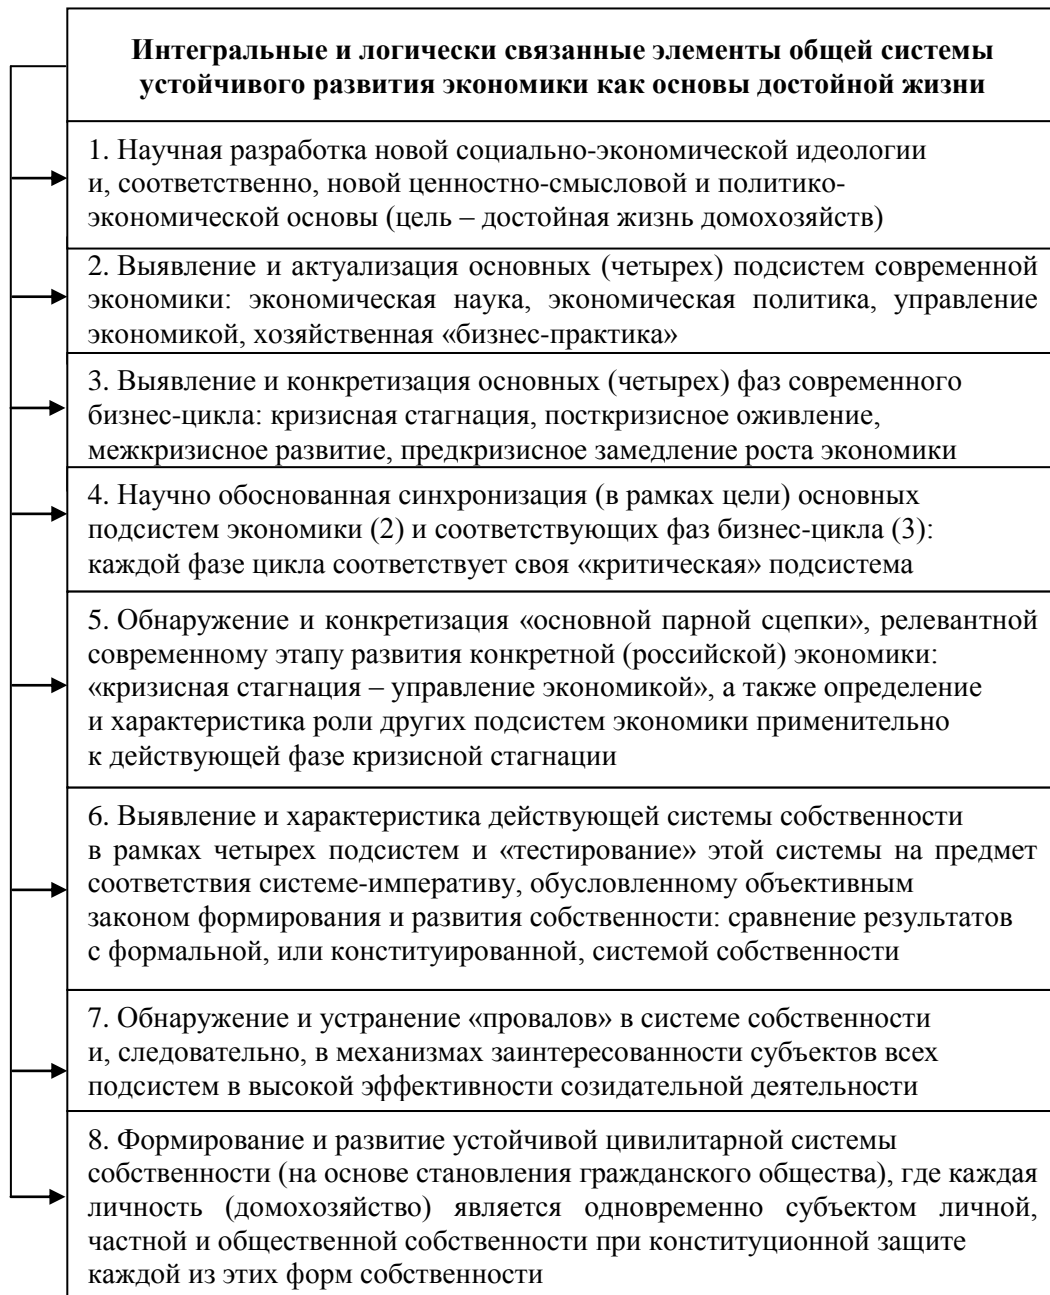 Интегральные и логически связанные элементы общей системы
устойчивого развития экономики как основы достойной жизни
1. Научная разработка новой социально-экономической идеологии
и, соответственно, новой ценностно-смысловой и политико-
экономической основы (цель – достойная жизнь домохозяйств)
2. Выявление и актуализация основных (четырех) подсистем современной
экономики: экономическая наука, экономическая политика, управление
экономикой, хозяйственная «бизнес-практика»
3. Выявление и конкретизация основных (четырех) фаз современного
бизнес-цикла: кризисная стагнация, посткризисное оживление,
межкризисное развитие, предкризисное замедление роста экономики
4. Научно обоснованная синхронизация (в рамках цели) основных
подсистем экономики (2) и соответствующих фаз бизнес-цикла (3):
каждой фазе цикла соответствует своя «критическая» подсистема
5. Обнаружение и конкретизация «основной парной сцепки», релевантной
современному этапу развития конкретной (российской) экономики:
«кризисная стагнация – управление экономикой», а также определение
и характеристика роли других подсистем экономики применительно
к действующей фазе кризисной стагнации
6. Выявление и характеристика действующей системы собственности
в рамках четырех подсистем и «тестирование» этой системы на предмет
соответствия системе-императиву, обусловленному объективным
законом формирования и развития собственности: сравнение результатов
с формальной, или конституированной, системой собственности
7. Обнаружение и устранение «провалов» в системе собственности
и, следовательно, в механизмах заинтересованности субъектов всех
подсистем в высокой эффективности созидательной деятельности
8. Формирование и развитие устойчивой цивилитарной системы
собственности (на основе становления гражданского общества), где каждая
личность (домохозяйство) является одновременно субъектом личной,
частной и общественной собственности при конституционной защите
каждой из этих форм собственности